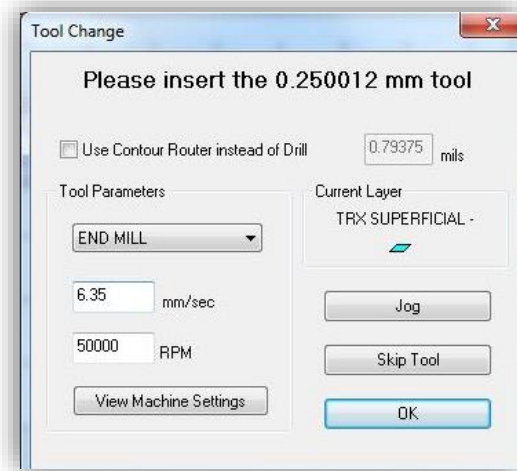 Tool Change
Please insert the 0.250012 mm tool
Use Contour Router instead of Drill
0.79375 mils
Tool Parameters
END MILL
6.35 mm/sec
50000 RPM
View Machine Settings
Current Layer
TRX SUPERFICIAL -
Jog
Skip Tool
OK